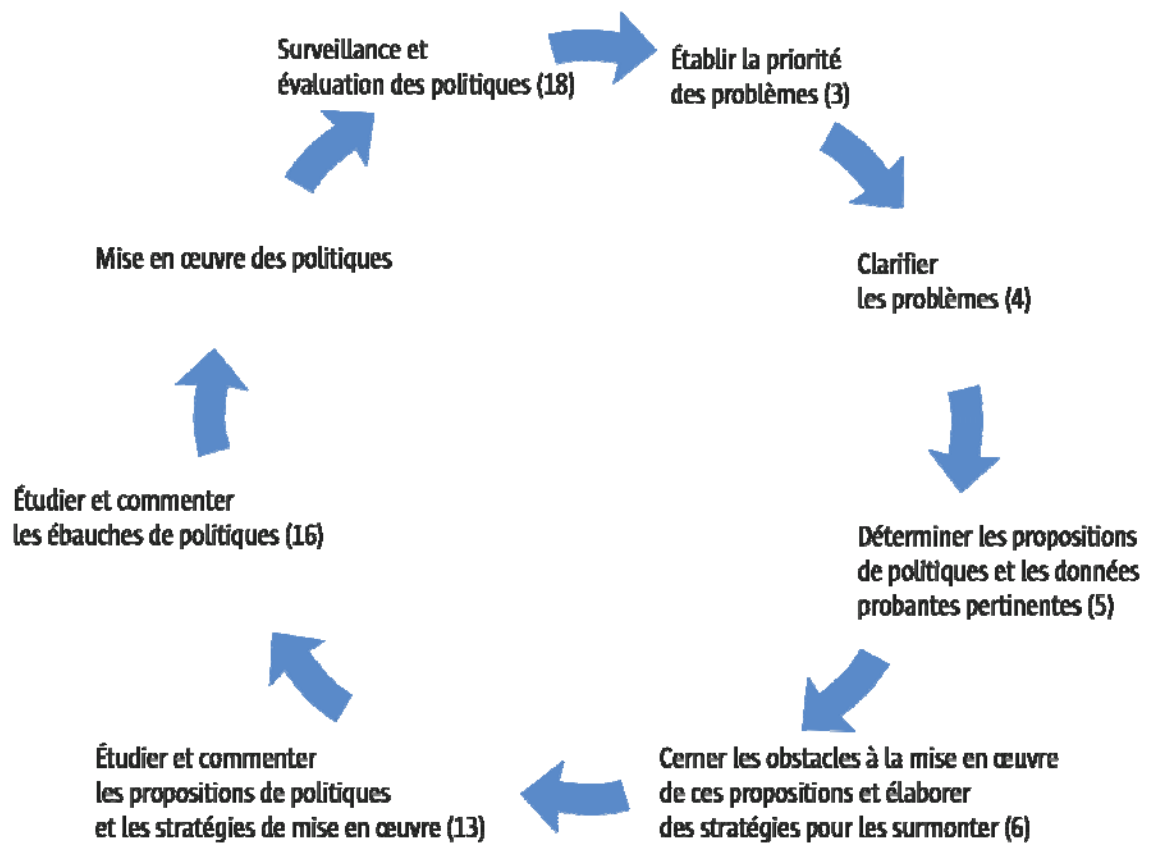 Surveillance et
évaluation des politiques (18)
Établir la priorité
des problèmes (3)
Clarifier
les problèmes (4)
Déterminer les propositions
de politiques et les données
probantes pertinentes (5)
Cerner les obstacles à la mise en œuvre
de ces propositions et élaborer
des stratégies pour les surmonter (6)
Étudier et commenter
les propositions de politiques
et les stratégies de mise en œuvre (13)
Étudier et commenter
les ébauches de politiques (16)
Mise en œuvre des politiques